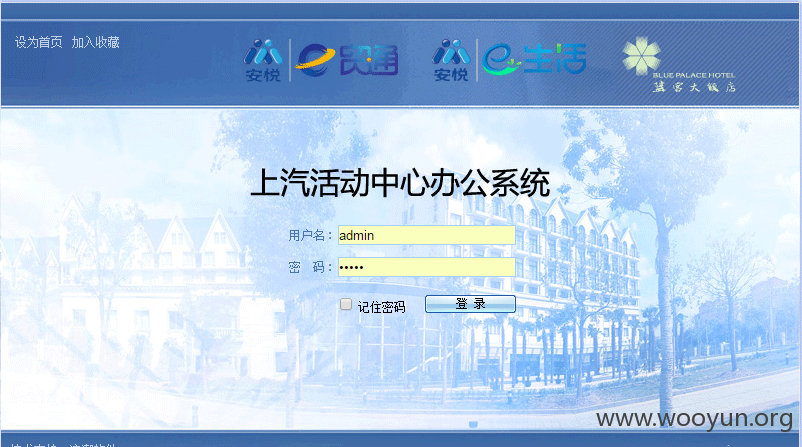 设为首页 加入收藏
安悦 e贸通 安悦 e生活
BLUE PALACE HOTEL
蓝宫大饭店
上汽活动中心办公系统
用户名: admin
密 码: •••••
记住密码 登 录
www.wooyun.org